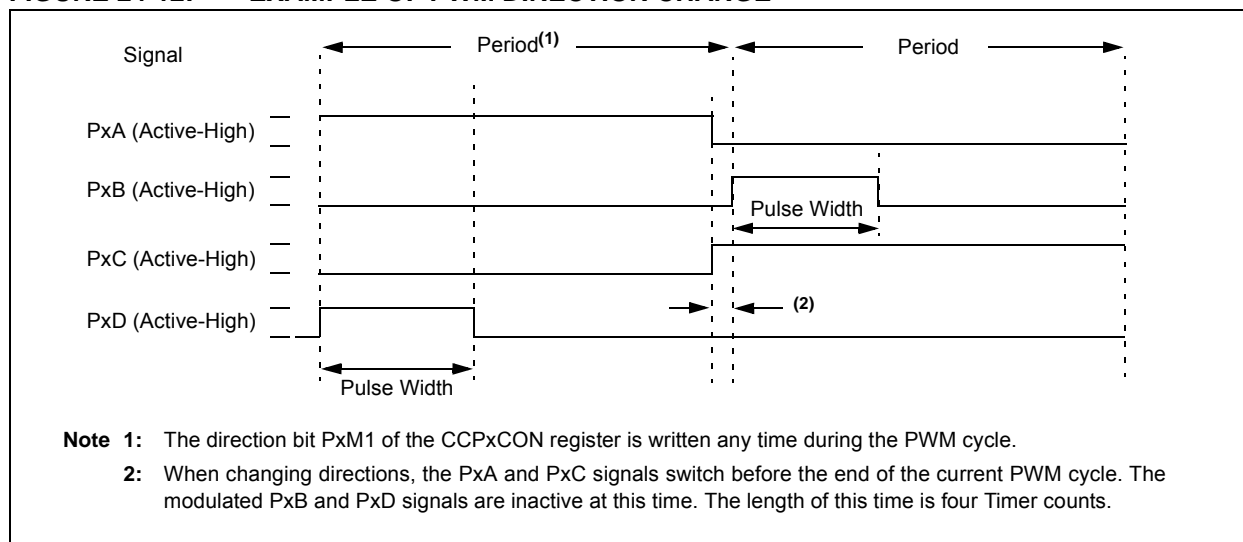 Signal
Period(1)
Period
PxA (Active-High)
PxB (Active-High)
Pulse Width
PxC (Active-High)
(2)
PxD (Active-High)
Pulse Width
Note 1: The direction bit PxM1 of the CCPxCON register is written any time during the PWM cycle.
2: When changing directions, the PxA and PxC signals switch before the end of the current PWM cycle. The
modulated PxB and PxD signals are inactive at this time. The length of this time is four Timer counts.